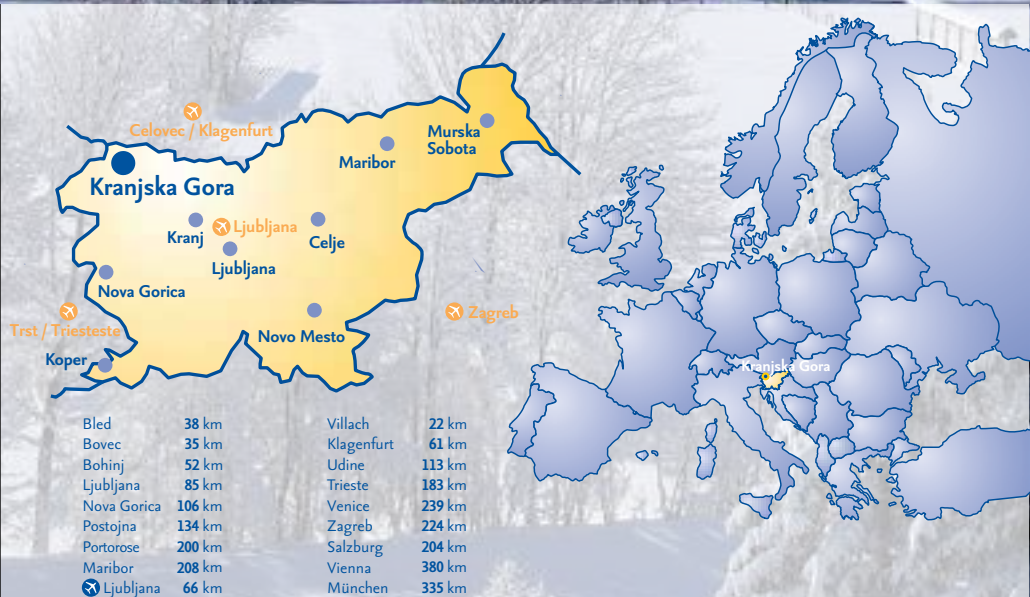 Celovec / Klagenfurt
Murska
Sobota
Maribor
Kranjska Gora
Kranj
Ljubljana
Celje
Ljubljana
Nova Gorica
Zagreb
Trst / Triesteste
Novo Mesto
Koper
Kranjska Gora
Bled 38 km
Bovec 35 km
Bohinj 52 km
Ljubljana 85 km
Nova Gorica 106 km
Postojna 134 km
Portorose 200 km
Maribor 208 km
Ljubljana 66 km
Villach 22 km
Klagenfurt 61 km
Udine 113 km
Trieste 183 km
Venice 239 km
Zagreb 224 km
Salzburg 204 km
Vienna 380 km
München 335 km